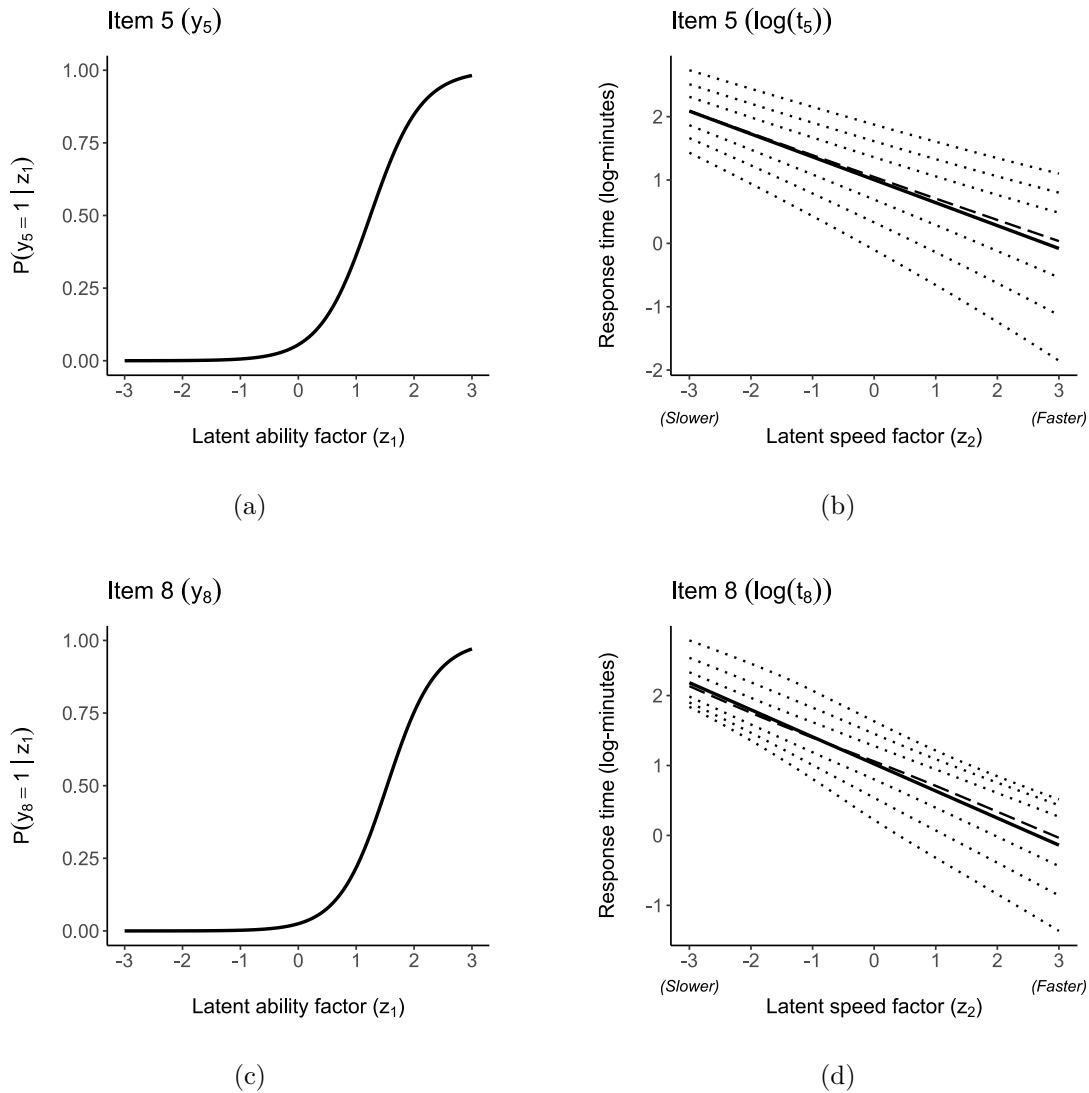 Item 5 (y₅)
Item 5 (log(t₅))
P(y₅ = 1 | z₁)
1.00
0.75
0.50
0.25
0.00
-3 -2 -1 0 1 2 3
Latent ability factor (z₁)
Response time (log-minutes)
2
1
0
-1
-2
-3 -2 -1 0 1 2 3
(Slower) (Faster)
Latent speed factor (z₂)
(a)
(b)
Item 8 (y₈)
Item 8 (log(t₈))
P(y₈ = 1 | z₁)
1.00
0.75
0.50
0.25
0.00
-3 -2 -1 0 1 2 3
Latent ability factor (z₁)
Response time (log-minutes)
2
1
0
-1
-3 -2 -1 0 1 2 3
(Slower) (Faster)
Latent speed factor (z₂)
(c)
(d)